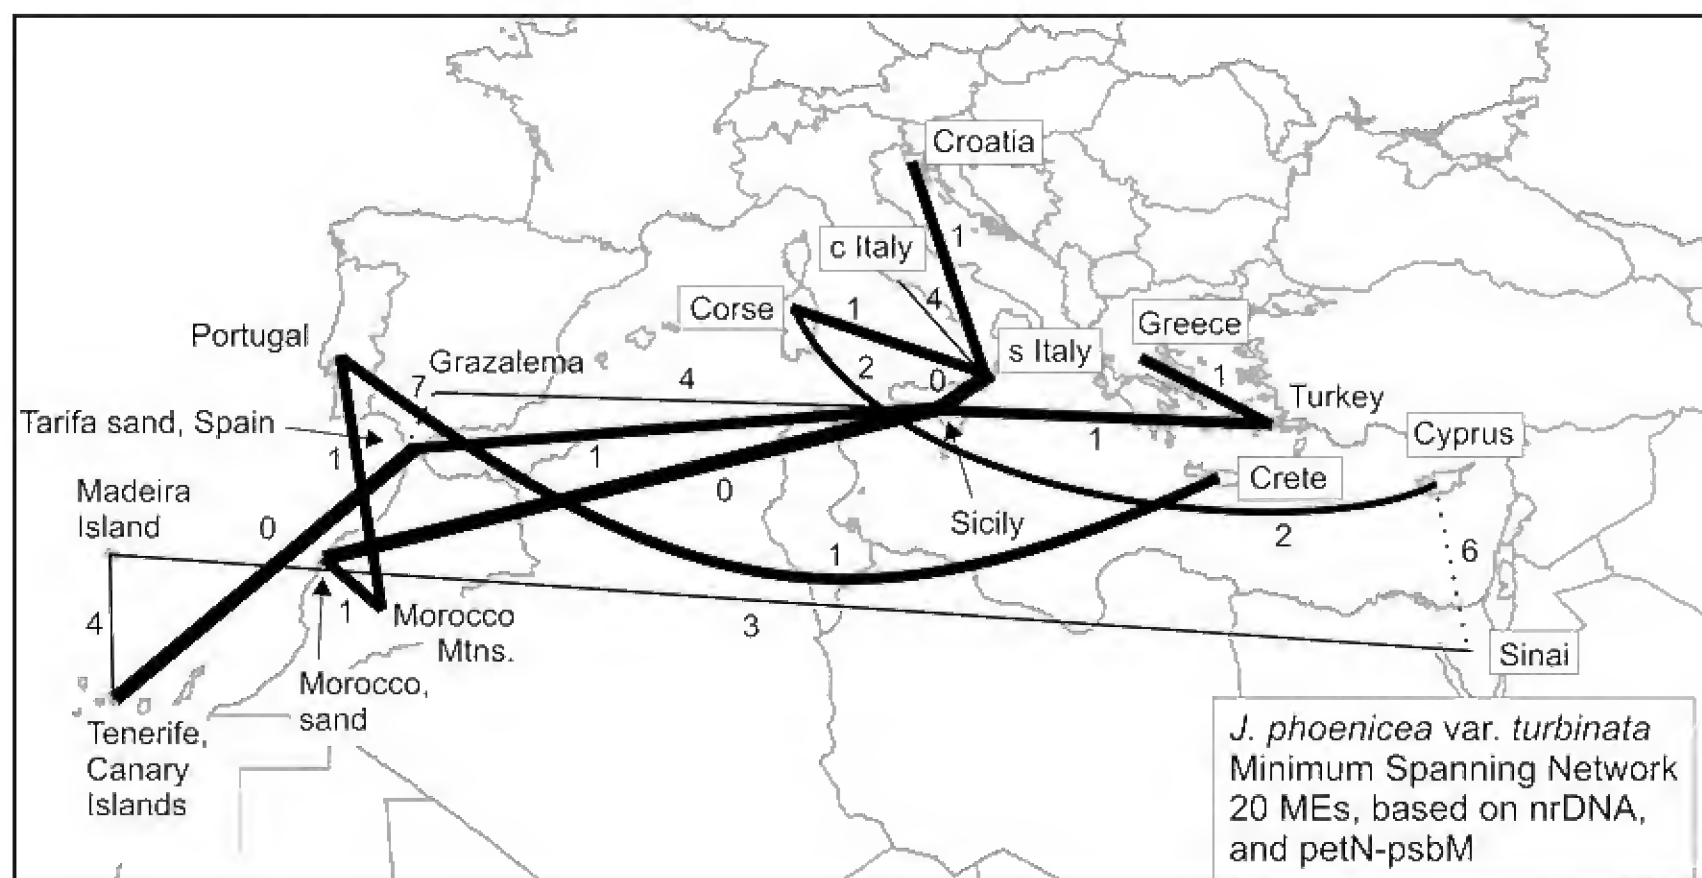 Croatia
1
c Italy
4
Corse
1
Greece
s Italy
Portugal
Grazalema
7
4
2
0
1
Turkey
Tarifa sand, Spain
Cyprus
1
1
1
Madeira
Island
0
0
Crete
Sicily
2
6
1
4
1
Morocco
Mtns.
3
Sinai
Morocco,
sand
Tenerife,
Canary
Islands
J. phoenicea var. turbinata
Minimum Spanning Network
20 MEs, based on nrDNA,
and petN-psbM